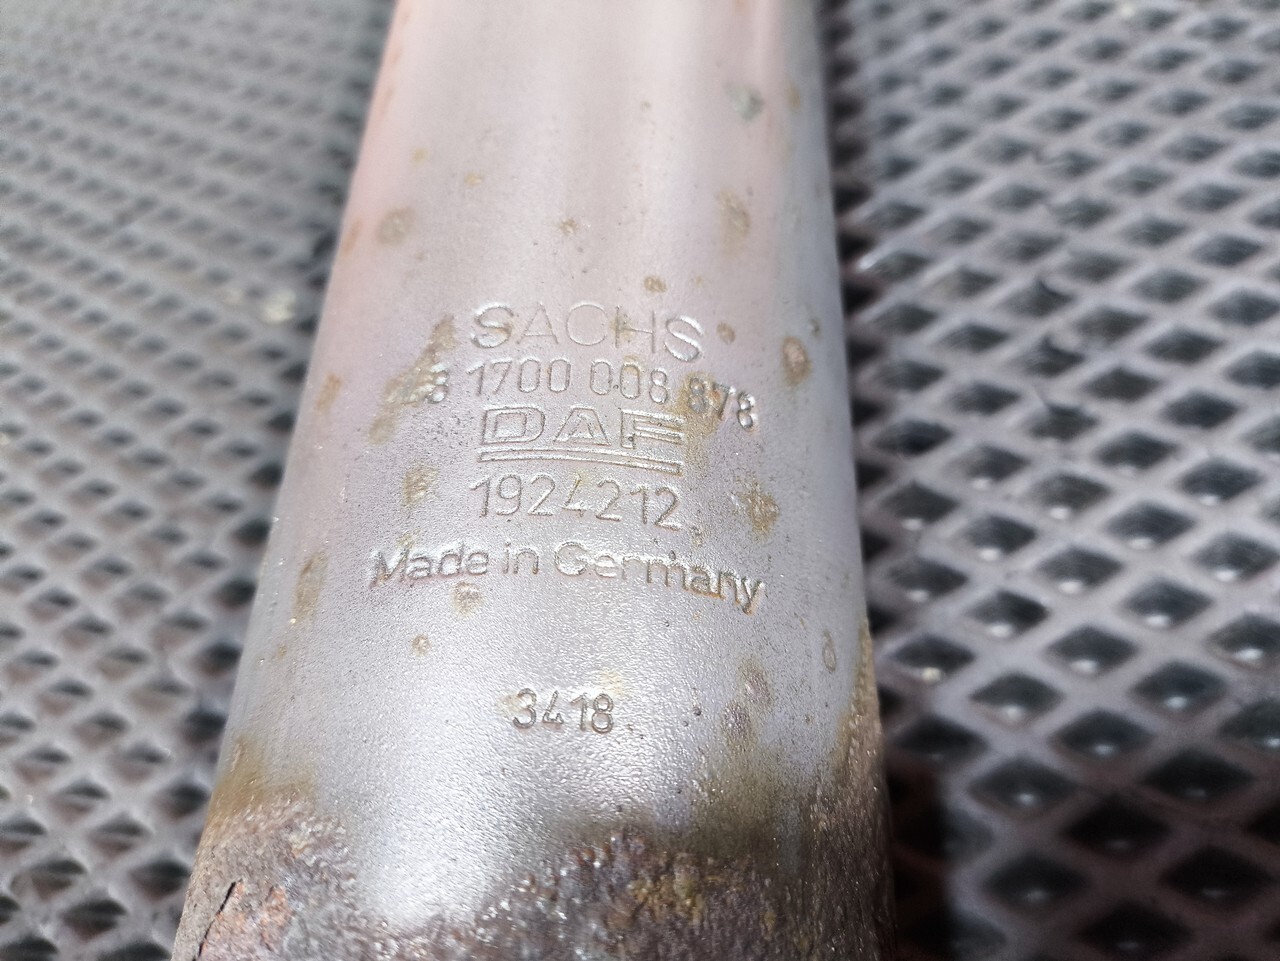 SACHS
1700 008 878
DAF
1924212
Made in Germany
3418